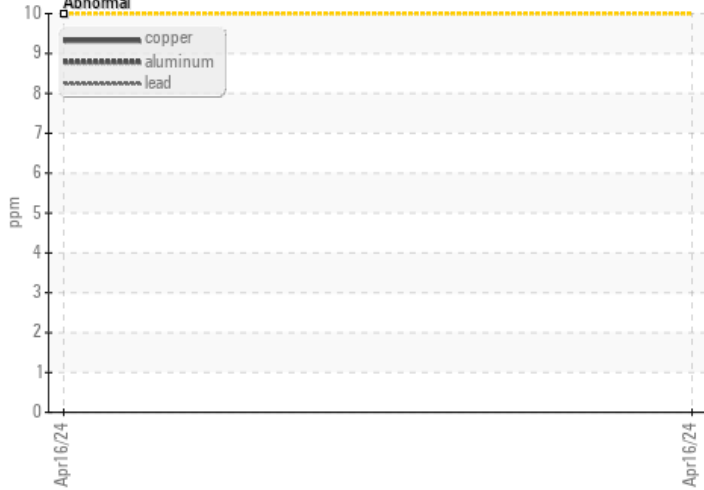 Abnormal
10
copper
aluminum
lead
9
8
7
6
5
4
3
2
1
0
ppm
Apr16/24
Apr16/24